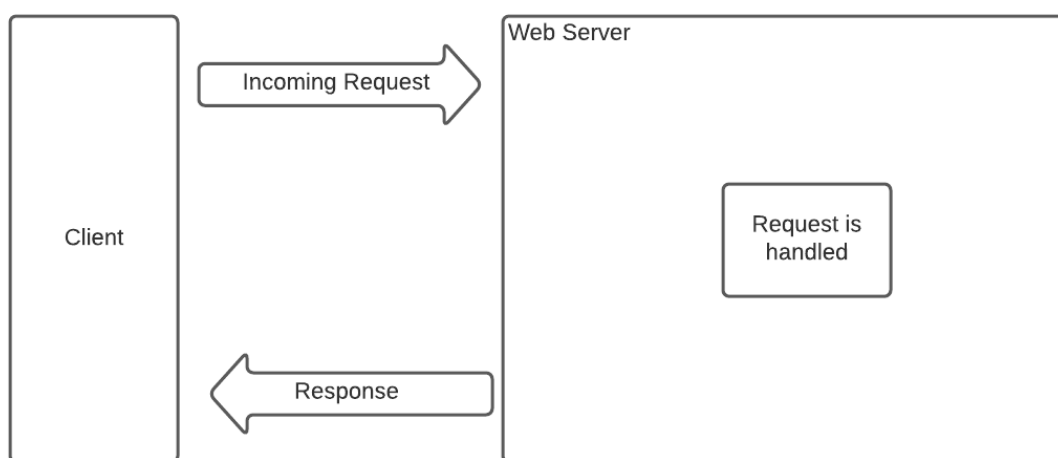 Web Server
Incoming Request
Client
Request is
handled
Response